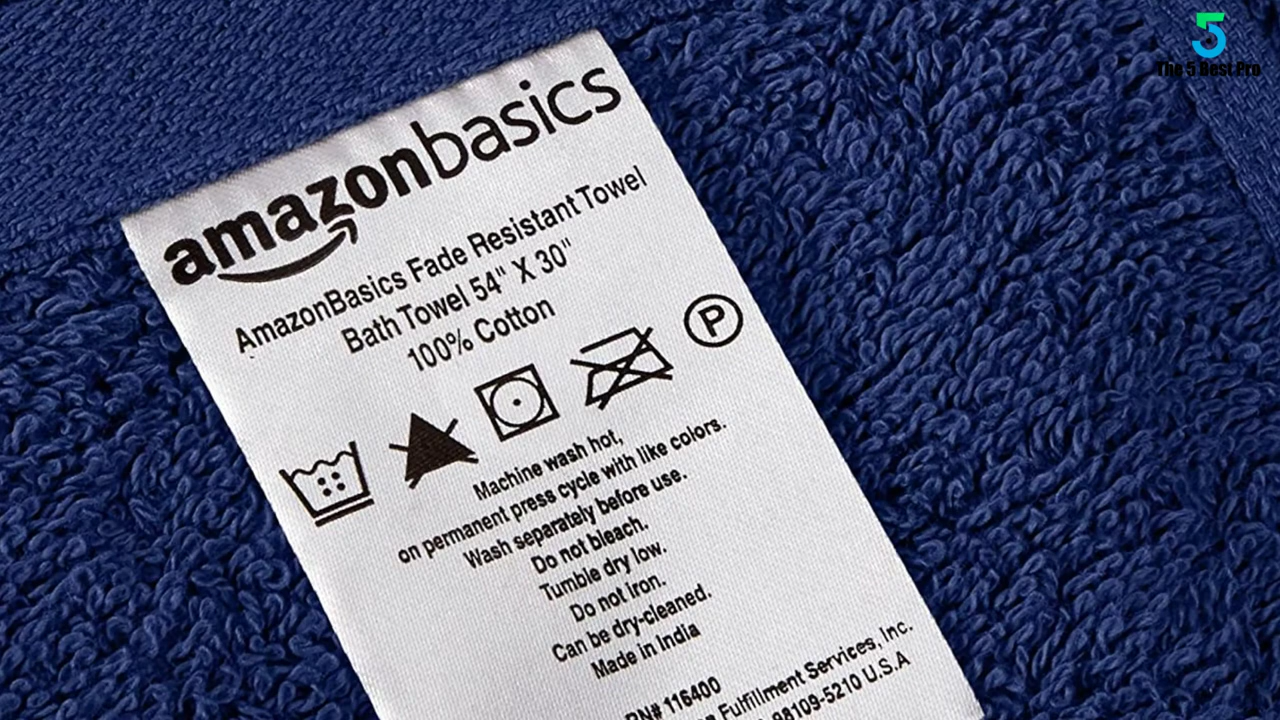 5
The 5 Best Pro
amazonbasics
AmazonBasics Fade Resistant Towel
Bath Towel 54" X 30"
100% Cotton
P
Machine wash hot,
on permanent press cycle with like colors.
Wash separately before use.
Do not bleach.
Tumble dry low.
Do not iron.
Can be dry-cleaned.
Made in India
RN# 116400
Fulfillment Services, Inc.
98109-5210 U.S.A